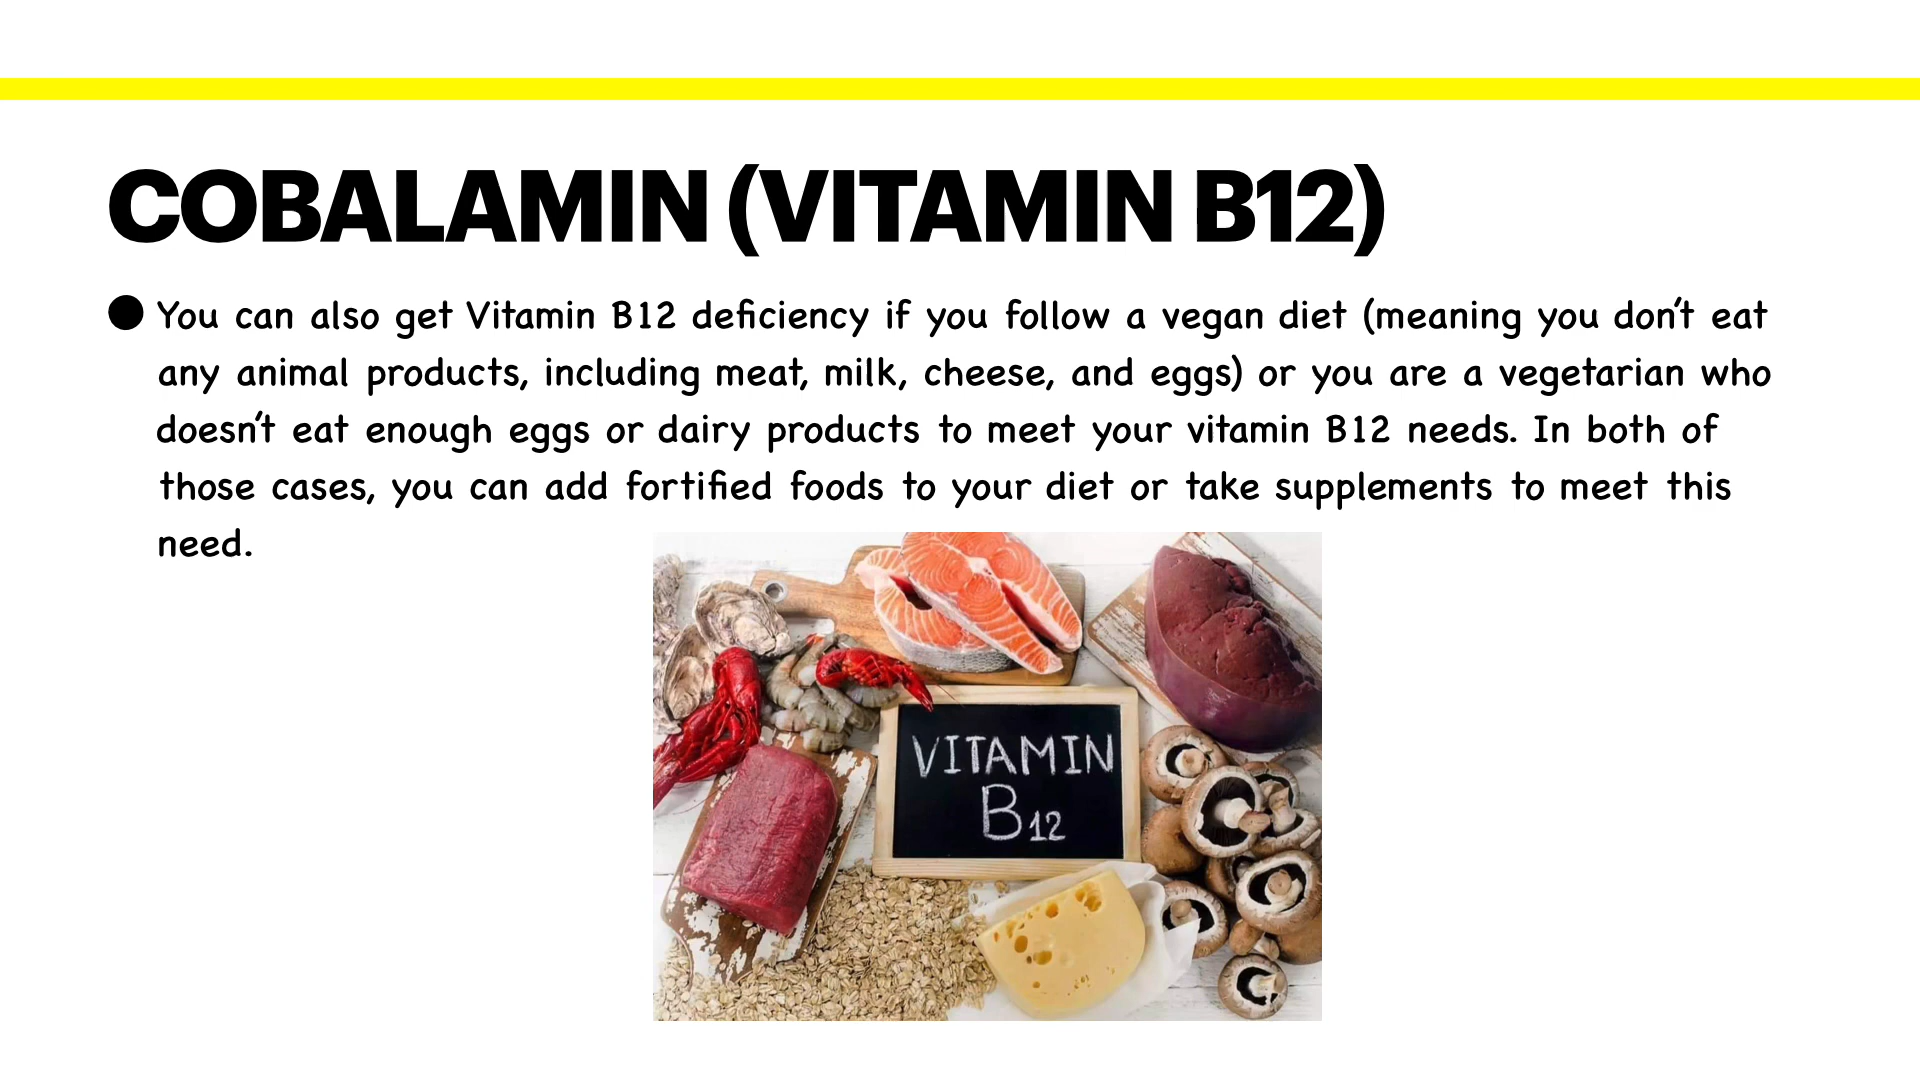 COBALAMIN (VITAMIN B12)
● You can also get Vitamin B12 deficiency if you follow a vegan diet (meaning you don't eat
any animal products, including meat, milk, cheese, and eggs) or you are a vegetarian who
doesn't eat enough eggs or dairy products to meet your vitamin B12 needs. In both of
those cases, you can add fortified foods to your diet or take supplements to meet this
need.
VITAMIN
B12